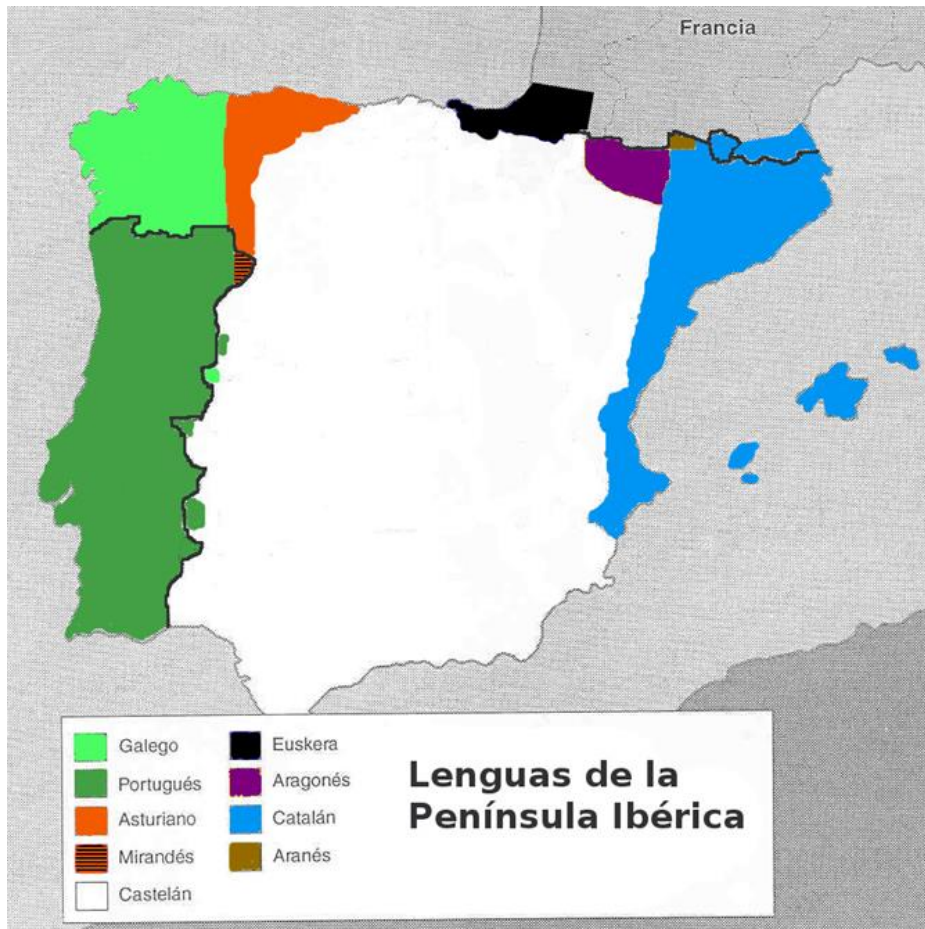 Francia
Galego
Portugués
Asturiano
Mirandés
Castelán
Euskera
Aragonés
Catalán
Aranés
Lenguas de la
Península Ibérica